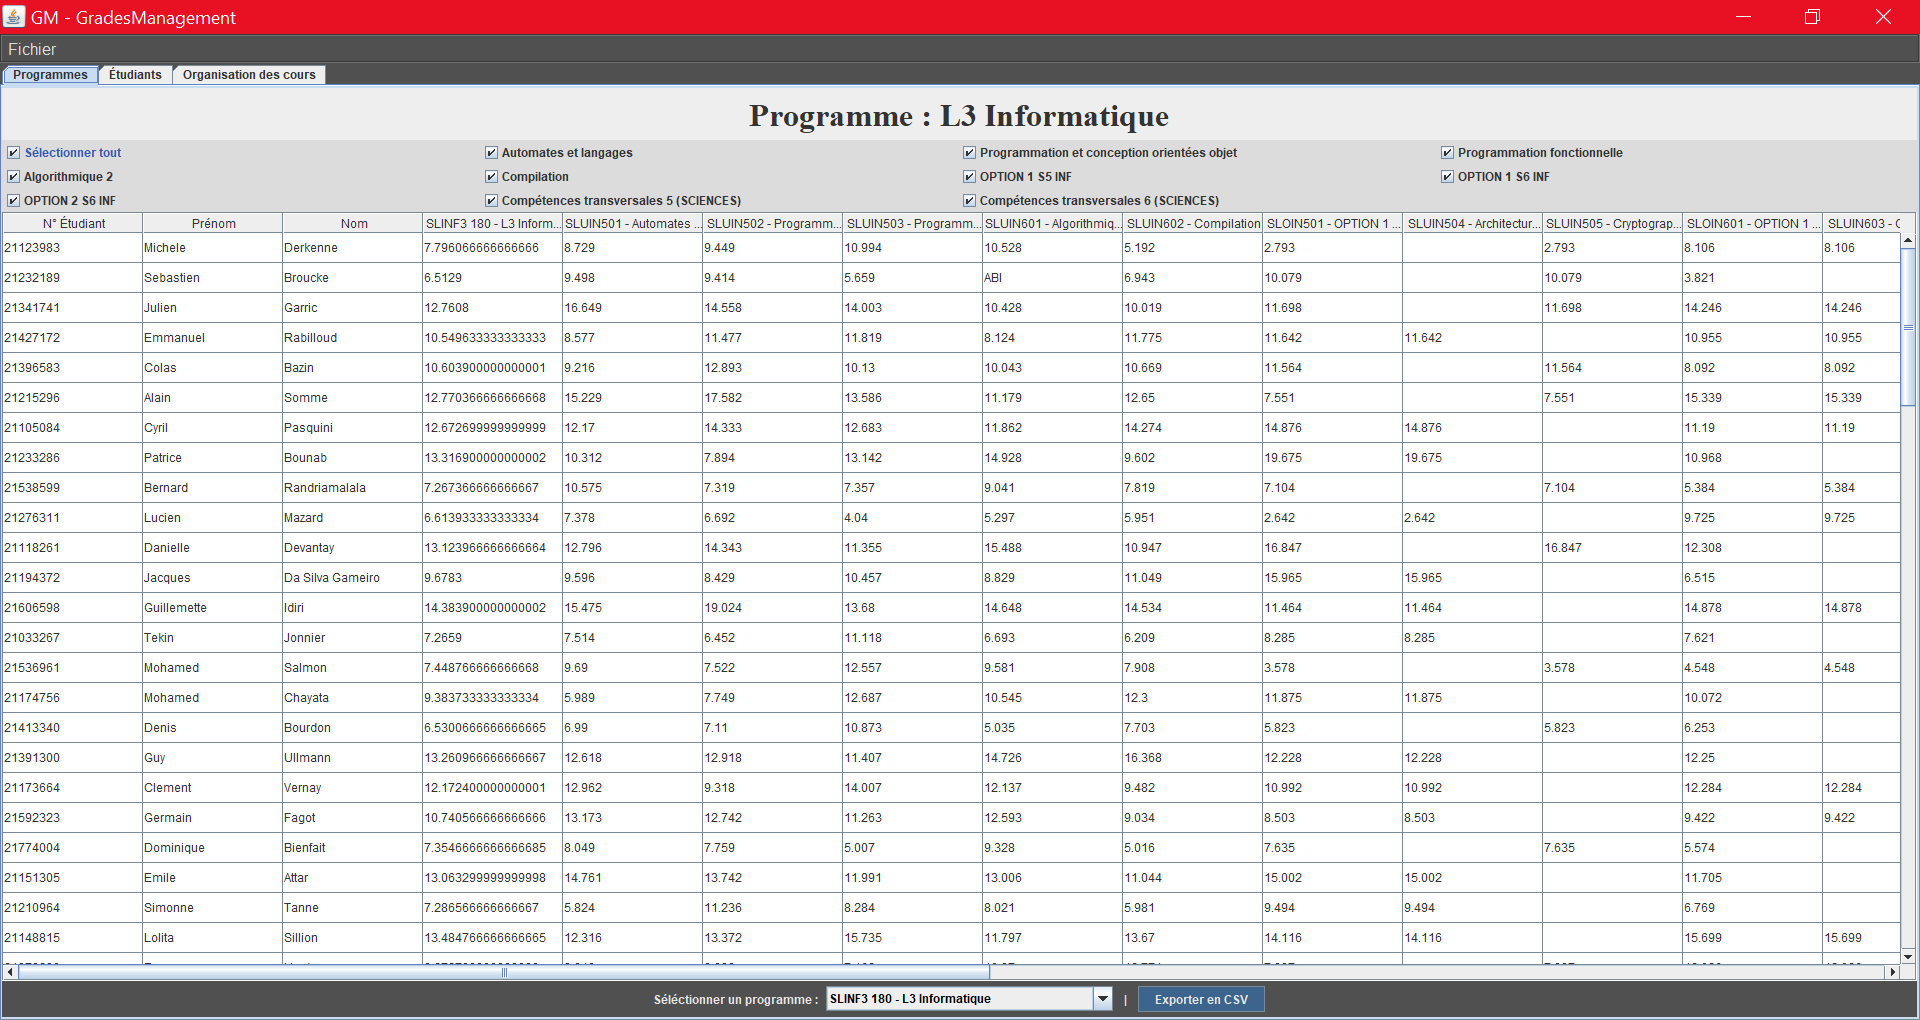 GM - GradesManagement
Fichier
Programmes Étudiants Organisation des cours
Programme : L3 Informatique
Sélectionner tout Automates et langages Programmation et conception orientées objet Programmation fonctionnelle
Algorithmique 2 Compilation OPTION 1 S5 INF OPTION 1 S6 INF
OPTION 2 S6 INF Compétences transversales 5 (SCIENCES) Compétences transversales 6 (SCIENCES)
N° Étudiant Prénom Nom SLINF3 180 - L3 Inform... SLUIN501 - Automates ... SLUIN502 - Programm... SLUIN503 - Programm... SLUIN601 - Algorithmiq... SLUIN602 - Compilation SLOIN501 - OPTION 1 ... SLUIN504 - Architectur... SLUIN505 - Cryptograp... SLOIN601 - OPTION 1 ... SLUIN603 -
21123983 Michele Derkenne 7.796066666666666 8.729 9.449 10.994 10.528 5.192 2.793 2.793 8.106 8.106
21232189 Sebastien Broucke 6.5129 9.498 9.414 5.659 ABI 6.943 10.079 10.079 3.821
21341741 Julien Garric 12.7608 16.649 14.558 14.003 10.428 10.019 11.698 11.698 14.246 14.246
21427172 Emmanuel Rabilloud 10.549633333333333 8.577 11.477 11.819 8.124 11.775 11.642 11.642 10.955 10.955
21396583 Colas Bazin 10.603900000000001 9.216 12.893 10.13 10.043 10.669 11.564 11.564 8.092 8.092
21215296 Alain Somme 12.770366666666668 15.229 17.582 13.586 11.179 12.65 7.551 7.551 15.339 15.339
21105084 Cyril Pasquini 12.672699999999999 12.17 14.333 12.683 11.862 14.274 14.876 14.876 11.19 11.19
21233286 Patrice Bounab 13.316900000000002 10.312 7.894 13.142 14.928 9.602 19.675 19.675 10.968
21538599 Bernard Randriamalala 7.267366666666667 10.575 7.319 7.357 9.041 7.819 7.104 7.104 5.384 5.384
21276311 Lucien Mazard 6.613933333333334 7.378 6.692 4.04 5.297 5.951 2.642 2.642 9.725 9.725
21118261 Danielle Devantay 13.123966666666664 12.796 14.343 11.355 15.488 10.947 16.847 16.847 12.308
21194372 Jacques Da Silva Gameiro 9.6783 9.596 8.429 10.457 8.829 11.049 15.965 15.965 6.515
21606598 Guillemette Idiri 14.383900000000002 15.475 19.024 13.68 14.648 14.534 11.464 11.464 14.878 14.878
21033267 Tekin Jonnier 7.2659 7.514 6.452 11.118 6.693 6.209 8.285 8.285 7.621
21536961 Mohamed Salmon 7.448766666666668 9.69 7.522 12.557 9.581 7.908 3.578 3.578 4.548 4.548
21174756 Mohamed Chayata 9.383733333333334 5.989 7.749 12.687 10.545 12.3 11.875 11.875 10.072
21413340 Denis Bourdon 6.5300666666666665 6.99 7.11 10.873 5.035 7.703 5.823 5.823 6.253
21391300 Guy Ullmann 13.260966666666667 12.618 12.918 11.407 14.726 16.368 12.228 12.228 12.25
21173664 Clement Vernay 12.172400000000001 12.962 9.318 14.007 12.137 9.482 10.992 10.992 12.284 12.284
21592323 Germain Fagot 10.740566666666666 13.173 12.742 11.263 12.593 9.034 8.503 8.503 9.422 9.422
21774004 Dominique Bienfait 7.3546666666666685 8.049 7.759 5.007 9.328 5.016 7.635 7.635 5.574
21151305 Emile Attar 13.063299999999998 14.761 13.742 11.991 13.006 11.044 15.002 15.002 11.705
21210964 Simonne Tanne 7.286566666666667 5.824 11.236 8.284 8.021 5.981 9.494 9.494 6.769
21148815 Lolita Sillion 13.484766666666665 12.316 13.372 15.735 11.797 13.67 14.116 14.116 15.699 15.699
Séléctionner un programme : SLINF3 180 - L3 Informatique | Exporter en CSV